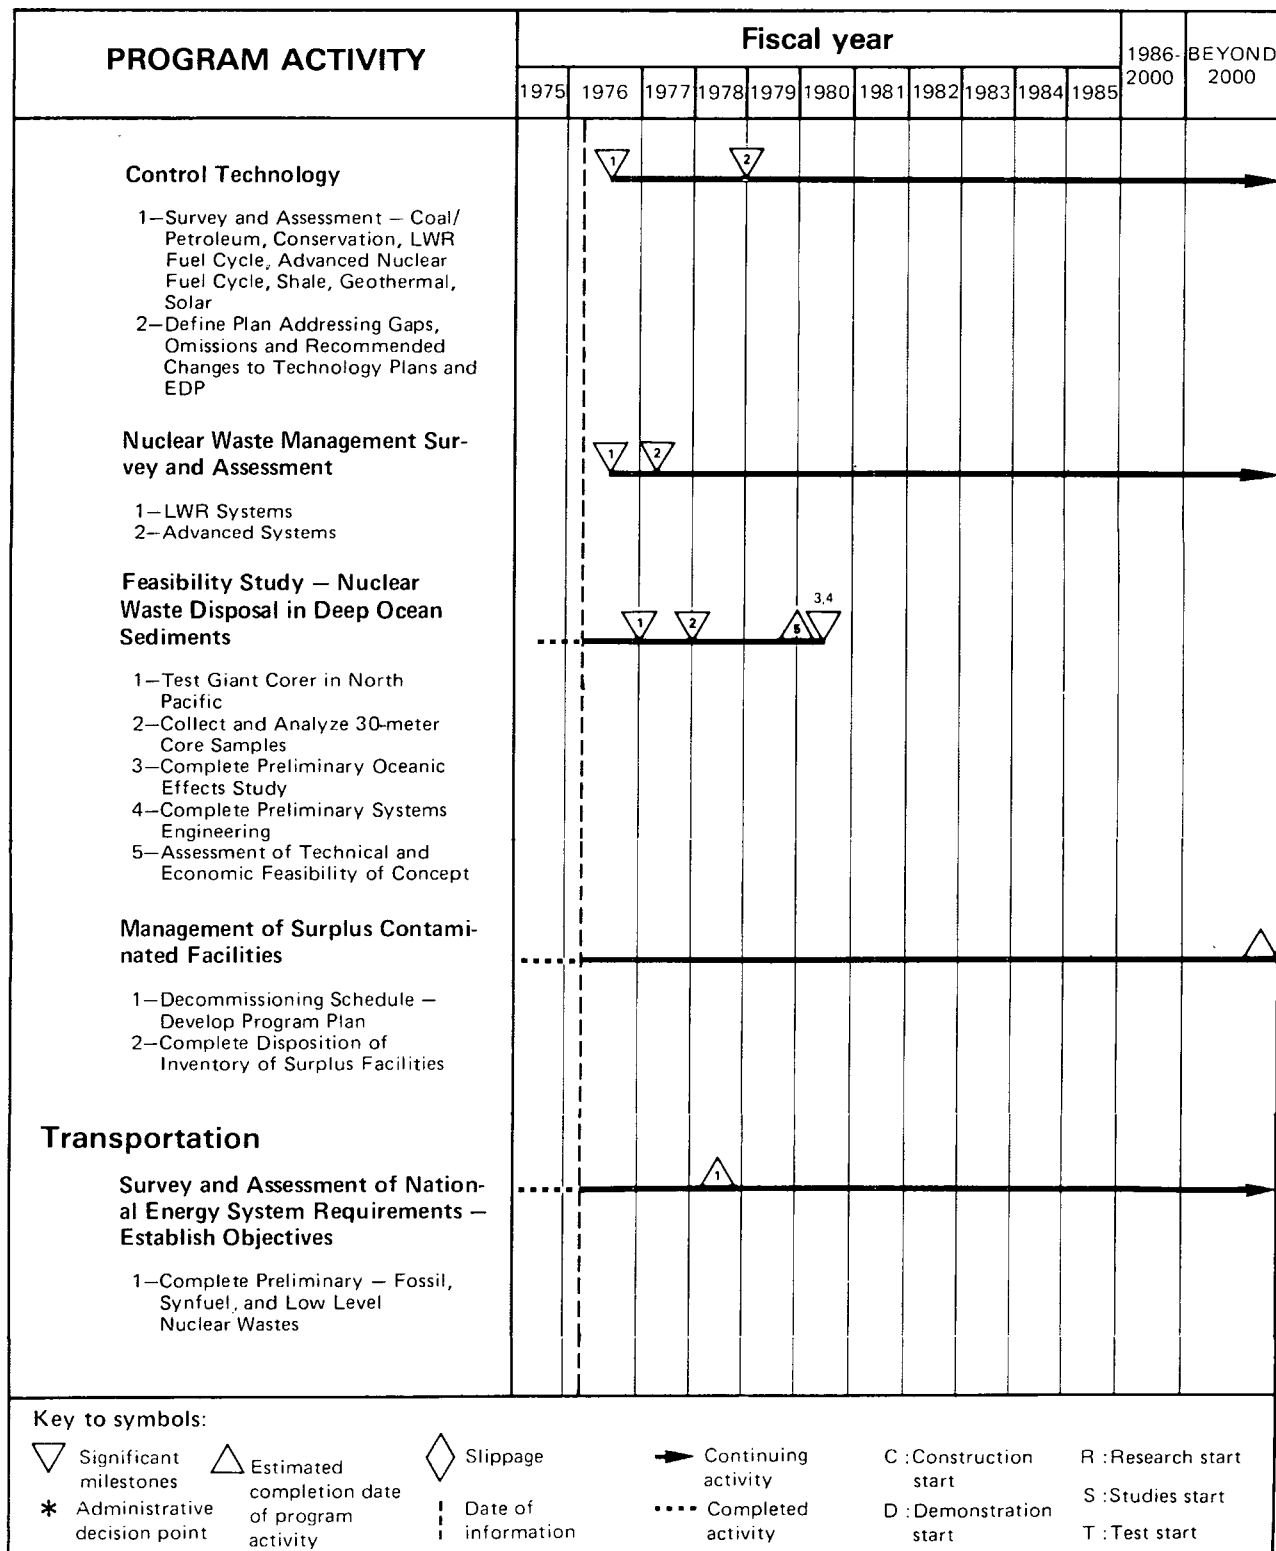 PROGRAM ACTIVITY
Fiscal year
1975 1976 1977 1978 1979 1980 1981 1982 1983 1984 1985
1986-
2000
BEYOND
2000
Control Technology
1 2
1—Survey and Assessment — Coal/
Petroleum, Conservation, LWR
Fuel Cycle, Advanced Nuclear
Fuel Cycle, Shale, Geothermal,
Solar
2—Define Plan Addressing Gaps,
Omissions and Recommended
Changes to Technology Plans and
EDP
Nuclear Waste Management Sur-
vey and Assessment
1 2
1—LWR Systems
2—Advanced Systems
Feasibility Study — Nuclear
Waste Disposal in Deep Ocean
Sediments
3,4
1 2 5
1—Test Giant Corer in North
Pacific
2—Collect and Analyze 30-meter
Core Samples
3—Complete Preliminary Oceanic
Effects Study
4—Complete Preliminary Systems
Engineering
5—Assessment of Technical and
Economic Feasibility of Concept
Management of Surplus Contami-
nated Facilities
1—Decommissioning Schedule —
Develop Program Plan
2—Complete Disposition of
Inventory of Surplus Facilities
Transportation
Survey and Assessment of Nation-
al Energy System Requirements —
Establish Objectives
1
1—Complete Preliminary — Fossil,
Synfuel, and Low Level
Nuclear Wastes
Key to symbols:
Significant
milestones
* Administrative
decision point
Estimated
completion date
of program
activity
Slippage
Date of
information
Continuing
activity
Completed
activity
C :Construction
start
D :Demonstration
start
R :Research start
S :Studies start
T :Test start